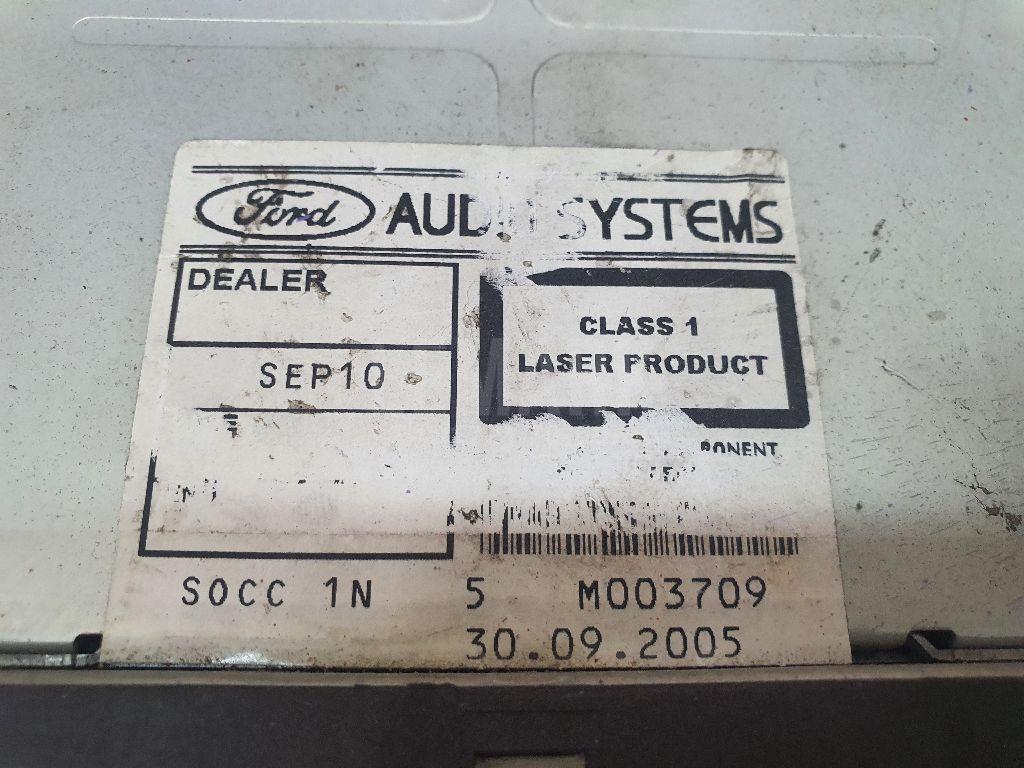 Ford AUDIO SYSTEMS
DEALER
CLASS 1
LASER PRODUCT
SEP10
SOCC 1N 5 M003709
30.09.2005